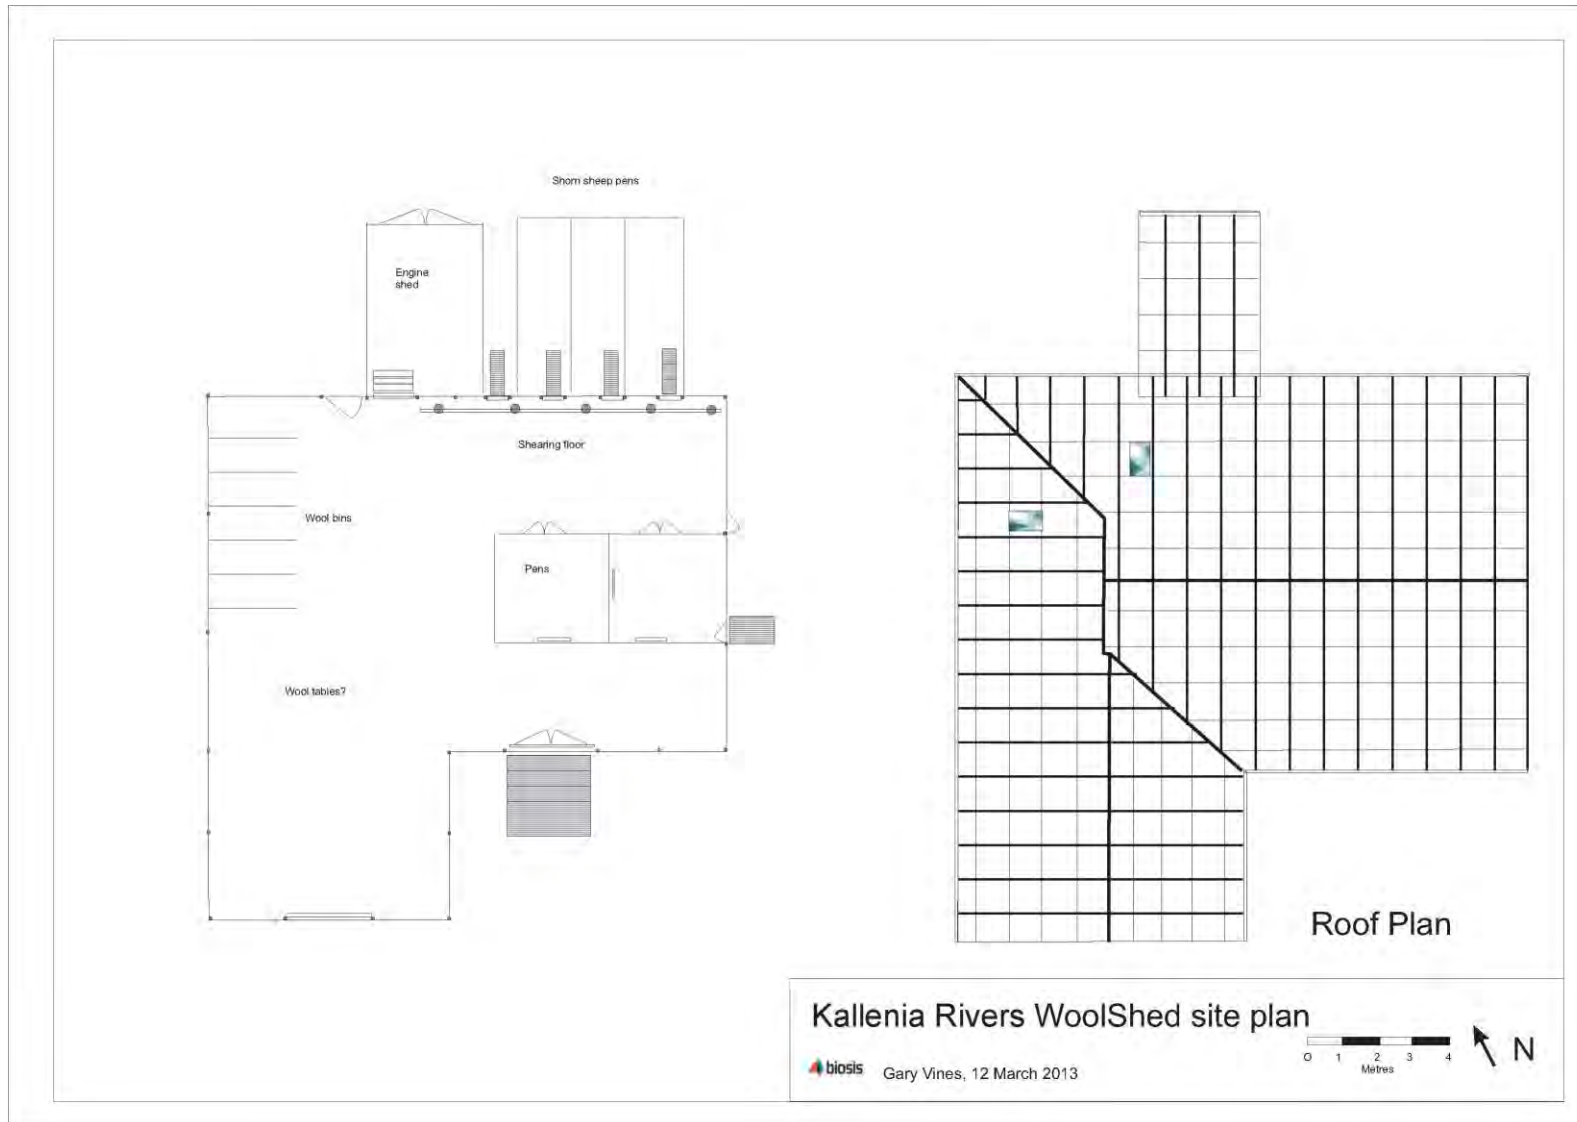 Shorn sheep pens
Engine
shed
Shearing floor
Wool bins
Pens
Wool tables?
Roof Plan
Kallenia Rivers WoolShed site plan
0 1 2 3 4
Metres
N
biosis
Gary Vines, 12 March 2013